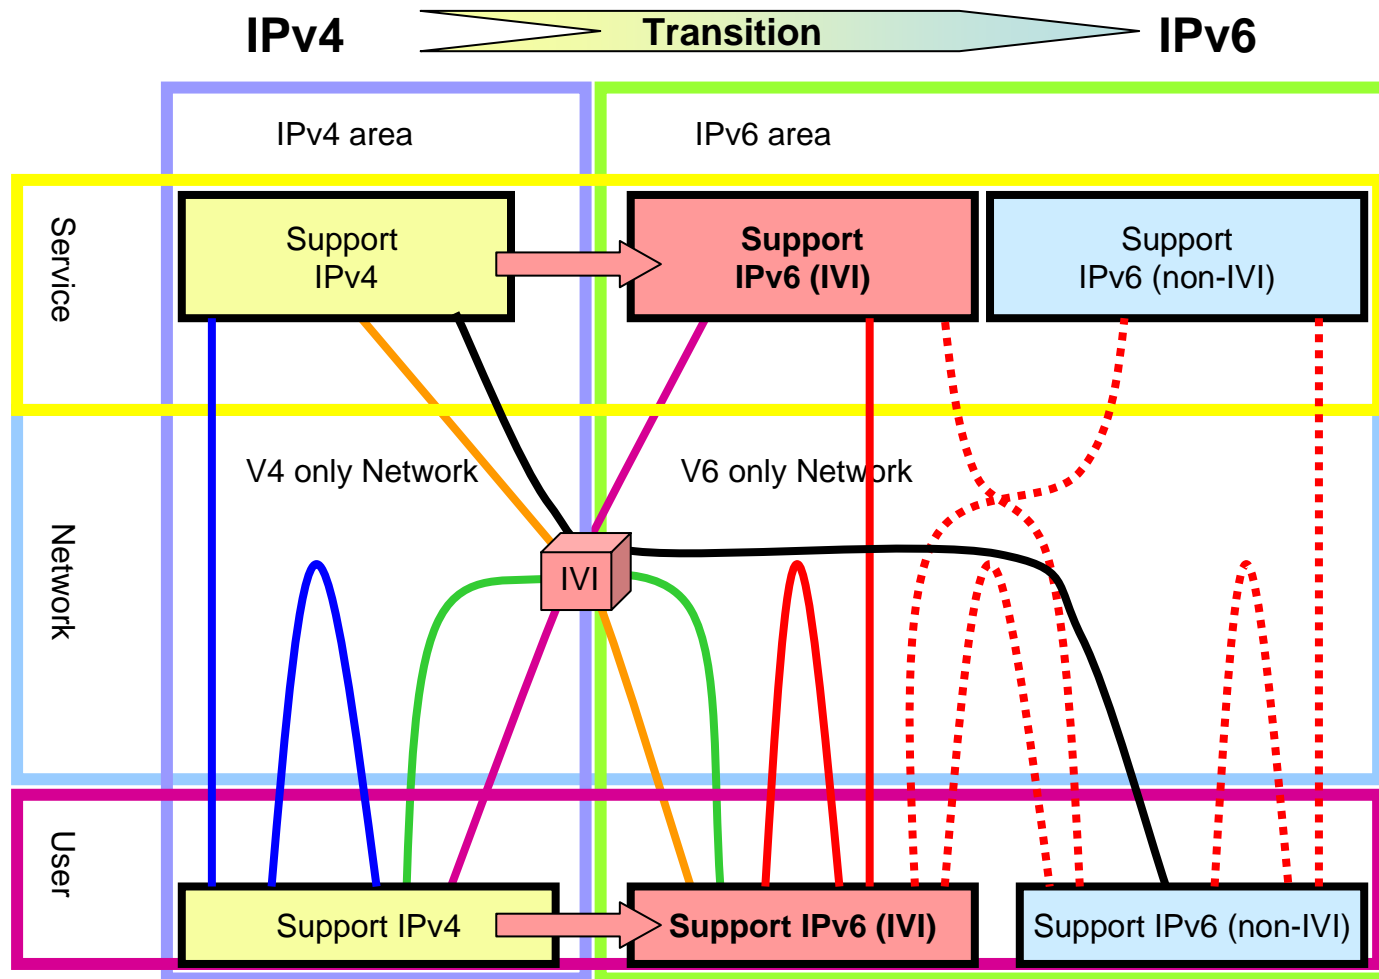 IPv4
Transition
IPv6
IPv4 area
IPv6 area
Service
Support
IPv4
Support
IPv6 (IVI)
Support
IPv6 (non-IVI)
Network
V4 only Network
V6 only Network
IVI
User
Support IPv4
Support IPv6 (IVI)
Support IPv6 (non-IVI)